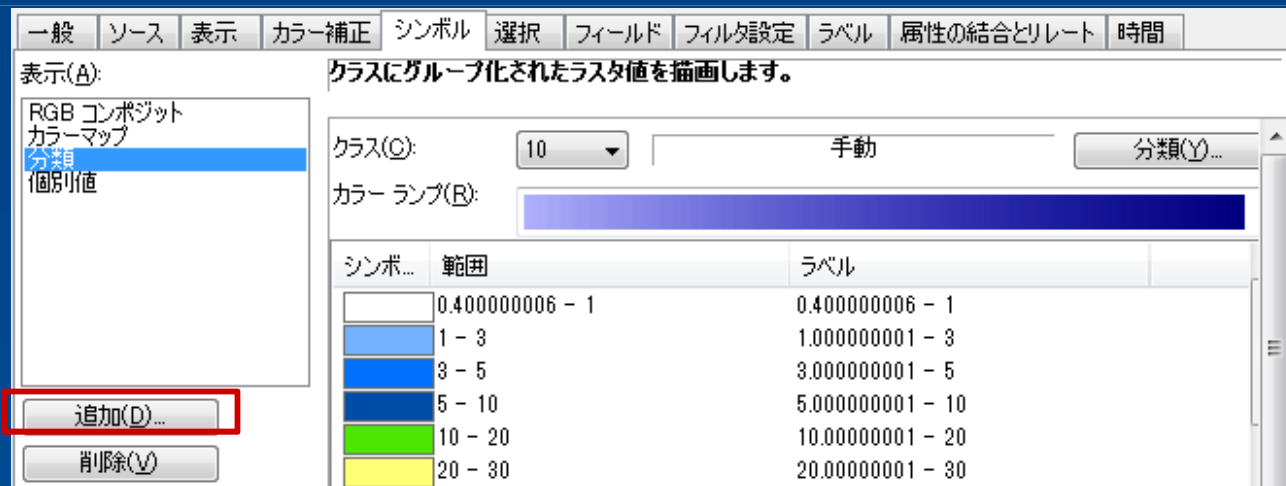 一般 ソース 表示 カラー補正 シンボル 選択 フィールド フィルタ設定 ラベル 属性の結合とリレート 時間
表示(A):
RGB コンポジット
カラーマップ
分類
個別値
追加(D)...
削除(V)
クラスにグループ化されたラスタ値を描画します。
クラス(C): 10 手動 分類(Y)...
カラー ランプ(R):
シンボ... 範囲 ラベル
0.400000006 - 1 0.400000006 - 1
1 - 3 1.000000001 - 3
3 - 5 3.000000001 - 5
5 - 10 5.000000001 - 10
10 - 20 10.00000001 - 20
20 - 30 20.00000001 - 30